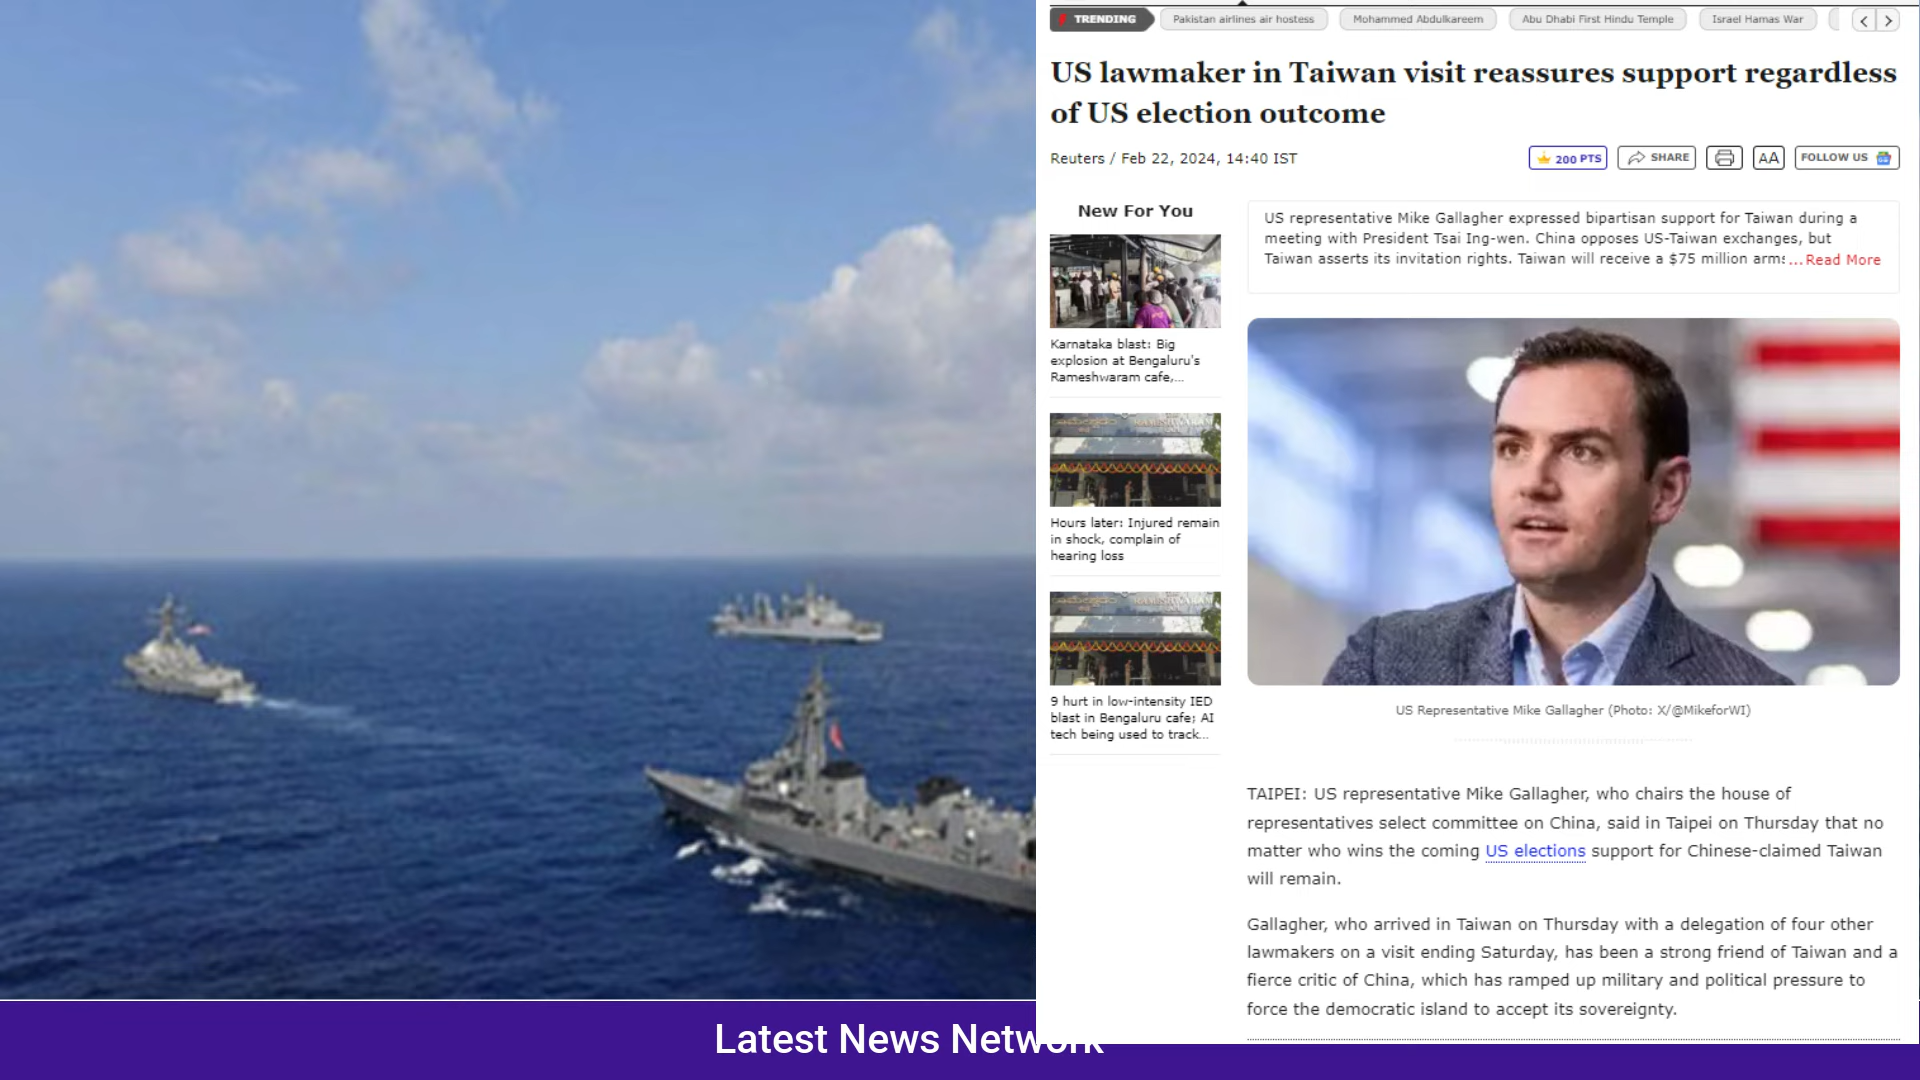 TRENDING
Pakistan airlines air hostess
Mohammed Abdulkareem
Abu Dhabi First Hindu Temple
Israel Hamas War
US lawmaker in Taiwan visit reassures support regardless
of US election outcome
Reuters / Feb 22, 2024, 14:40 IST
200 PTS
SHARE
AA
FOLLOW US
New For You
Karnataka blast: Big
explosion at Bengaluru's
Rameshwaram cafe,...
Hours later: Injured remain
in shock, complain of
hearing loss
9 hurt in low-intensity IED
blast in Bengaluru cafe; AI
tech being used to track...
US representative Mike Gallagher expressed bipartisan support for Taiwan during a
meeting with President Tsai Ing-wen. China opposes US-Taiwan exchanges, but
Taiwan asserts its invitation rights. Taiwan will receive a $75 million arms ...Read More
US Representative Mike Gallagher (Photo: X/@MikeforWI)
TAIPEI: US representative Mike Gallagher, who chairs the house of
representatives select committee on China, said in Taipei on Thursday that no
matter who wins the coming US elections support for Chinese-claimed Taiwan
will remain.
Gallagher, who arrived in Taiwan on Thursday with a delegation of four other
lawmakers on a visit ending Saturday, has been a strong friend of Taiwan and a
fierce critic of China, which has ramped up military and political pressure to
force the democratic island to accept its sovereignty.
Latest News Network